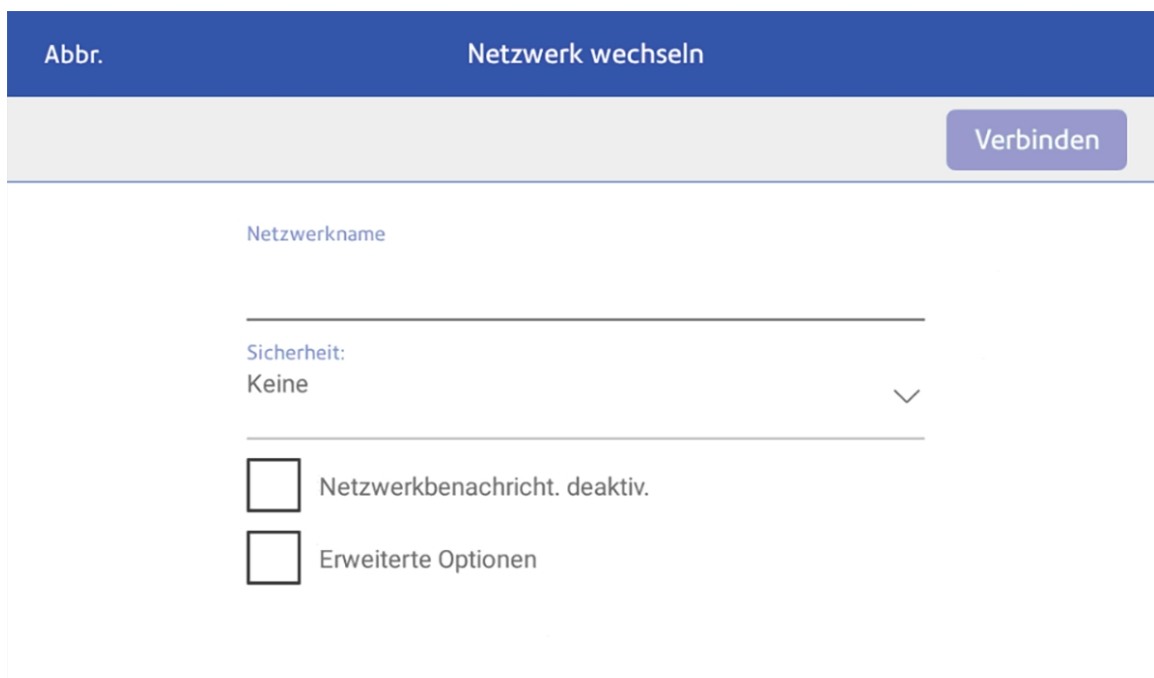 Abbr.
Netzwerk wechseln
Verbinden
Netzwerkname
Sicherheit:
Keine
Netzwerkbenachricht. deaktiv.
Erweiterte Optionen